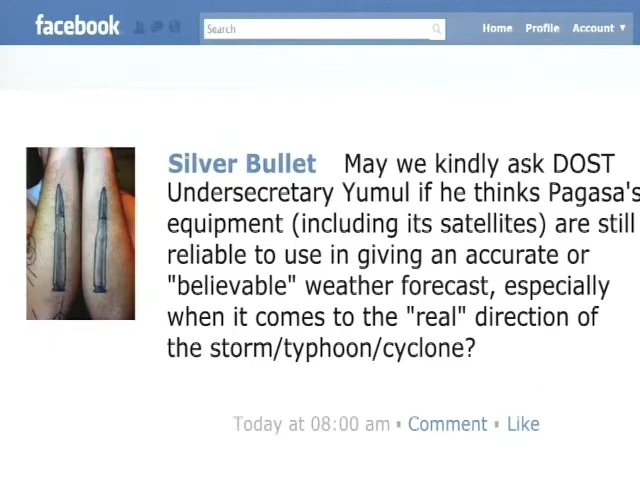 facebook Search Home Profile Account ▼
Silver Bullet May we kindly ask DOST
Undersecretary Yumul if he thinks Pagasa's
equipment (including its satellites) are still
reliable to use in giving an accurate or
"believable" weather forecast, especially
when it comes to the "real" direction of
the storm/typhoon/cyclone?
Today at 08:00 am ▪ Comment ▪ Like